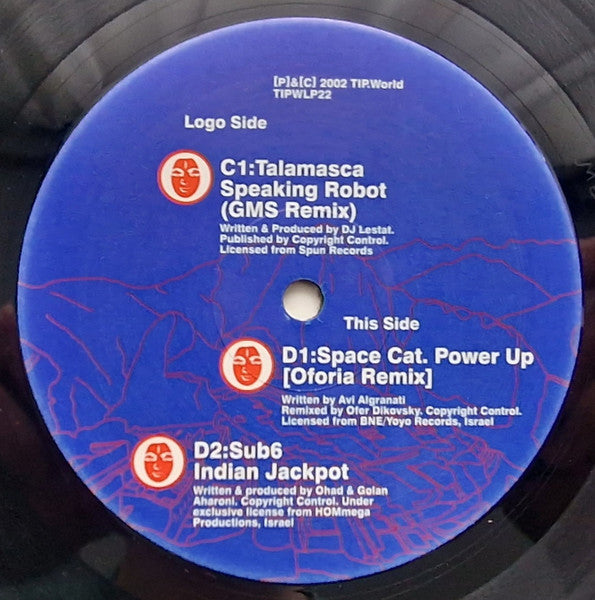 [P]&[C] 2002 TIP.World
TIPWLP22
Logo Side
C1:Talamasca
Speaking Robot
(GMS Remix)
Written & Produced by DJ Lestat.
Published by Copyright Control.
Licensed from Spun Records
This Side
D1:Space Cat. Power Up
[Oforia Remix]
Written by Avi Algranati
Remixed by Ofer Dikovsky. Copyright Control.
Licensed from BNE/Yoyo Records, Israel
D2:Sub6
Indian Jackpot
Written & produced by Ohad & Golan
Aharoni. Copyright Control. Under
exclusive license from HOMmega
Productions, Israel